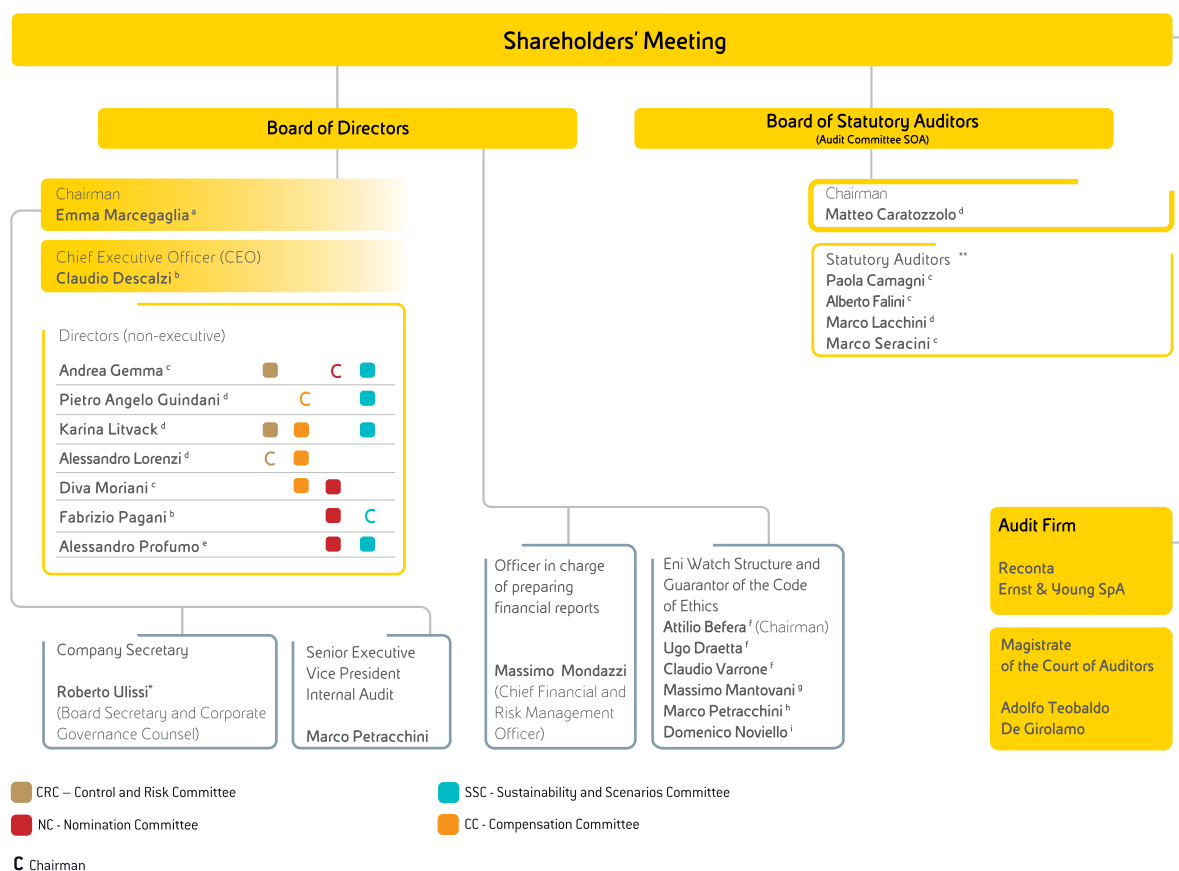 Shareholders' Meeting
Board of Directors
Board of Statutory Auditors
(Audit Committee SOA)
Chairman
Emma Marcegaglia a
Chief Executive Officer (CEO)
Claudio Descalzi b
Directors (non-executive)
Andrea Gemma c C
Pietro Angelo Guindani d C
Karina Litvack d
Alessandro Lorenzi d C
Diva Moriani c
Fabrizio Pagani b C
Alessandro Profumo e
Chairman
Matteo Caratozzolo d
Statutory Auditors **
Paola Camagni c
Alberto Falini c
Marco Lacchini d
Marco Seracini c
Company Secretary
Roberto Ulissi*
(Board Secretary and Corporate
Governance Counsel)
Senior Executive
Vice President
Internal Audit
Marco Petracchini
Officer in charge
of preparing
financial reports
Massimo Mondazzi
(Chief Financial and
Risk Management
Officer)
Eni Watch Structure and
Guarantor of the Code
of Ethics
Attilio Befera f (Chairman)
Ugo Draetta f
Claudio Varrone f
Massimo Mantovani g
Marco Petracchini h
Domenico Noviello i
Audit Firm
Reconta
Ernst & Young SpA
Magistrate
of the Court of Auditors
Adolfo Teobaldo
De Girolamo
CRC – Control and Risk Committee
SSC - Sustainability and Scenarios Committee
NC - Nomination Committee
CC - Compensation Committee
C Chairman